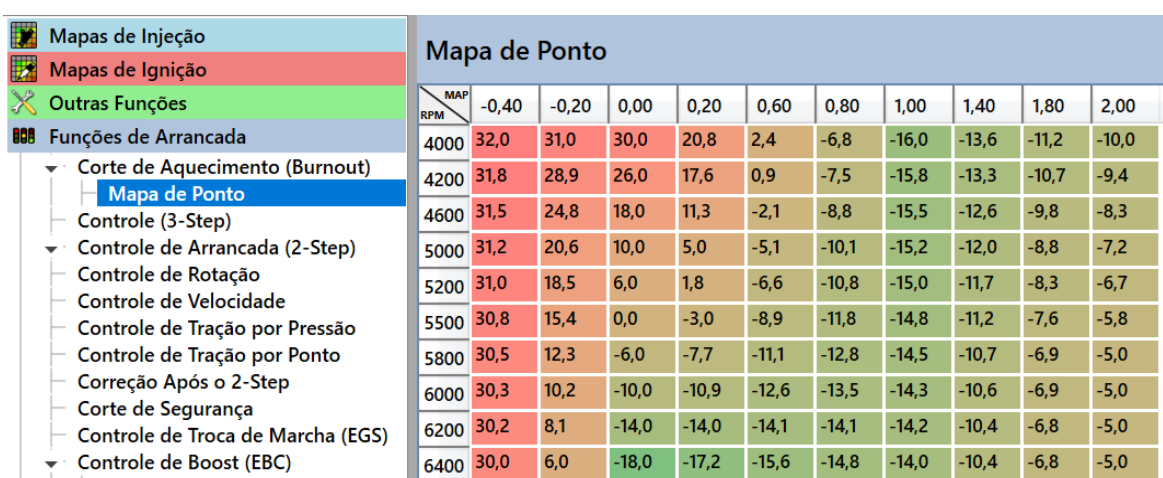 Mapas de Injeção
Mapas de Ignição
Outras Funções
Funções de Arrancada
Corte de Aquecimento (Burnout)
Mapa de Ponto
Controle (3-Step)
Controle de Arrancada (2-Step)
Controle de Rotação
Controle de Velocidade
Controle de Tração por Pressão
Controle de Tração por Ponto
Correção Após o 2-Step
Corte de Segurança
Controle de Troca de Marcha (EGS)
Controle de Boost (EBC)
Mapa de Ponto
MAP RPM -0,40 -0,20 0,00 0,20 0,60 0,80 1,00 1,40 1,80 2,00
4000 32,0 31,0 30,0 20,8 2,4 -6,8 -16,0 -13,6 -11,2 -10,0
4200 31,8 28,9 26,0 17,6 0,9 -7,5 -15,8 -13,3 -10,7 -9,4
4600 31,5 24,8 18,0 11,3 -2,1 -8,8 -15,5 -12,6 -9,8 -8,3
5000 31,2 20,6 10,0 5,0 -5,1 -10,1 -15,2 -12,0 -8,8 -7,2
5200 31,0 18,5 6,0 1,8 -6,6 -10,8 -15,0 -11,7 -8,3 -6,7
5500 30,8 15,4 0,0 -3,0 -8,9 -11,8 -14,8 -11,2 -7,6 -5,8
5800 30,5 12,3 -6,0 -7,7 -11,1 -12,8 -14,5 -10,7 -6,9 -5,0
6000 30,3 10,2 -10,0 -10,9 -12,6 -13,5 -14,3 -10,6 -6,9 -5,0
6200 30,2 8,1 -14,0 -14,0 -14,1 -14,1 -14,2 -10,4 -6,8 -5,0
6400 30,0 6,0 -18,0 -17,2 -15,6 -14,8 -14,0 -10,4 -6,8 -5,0